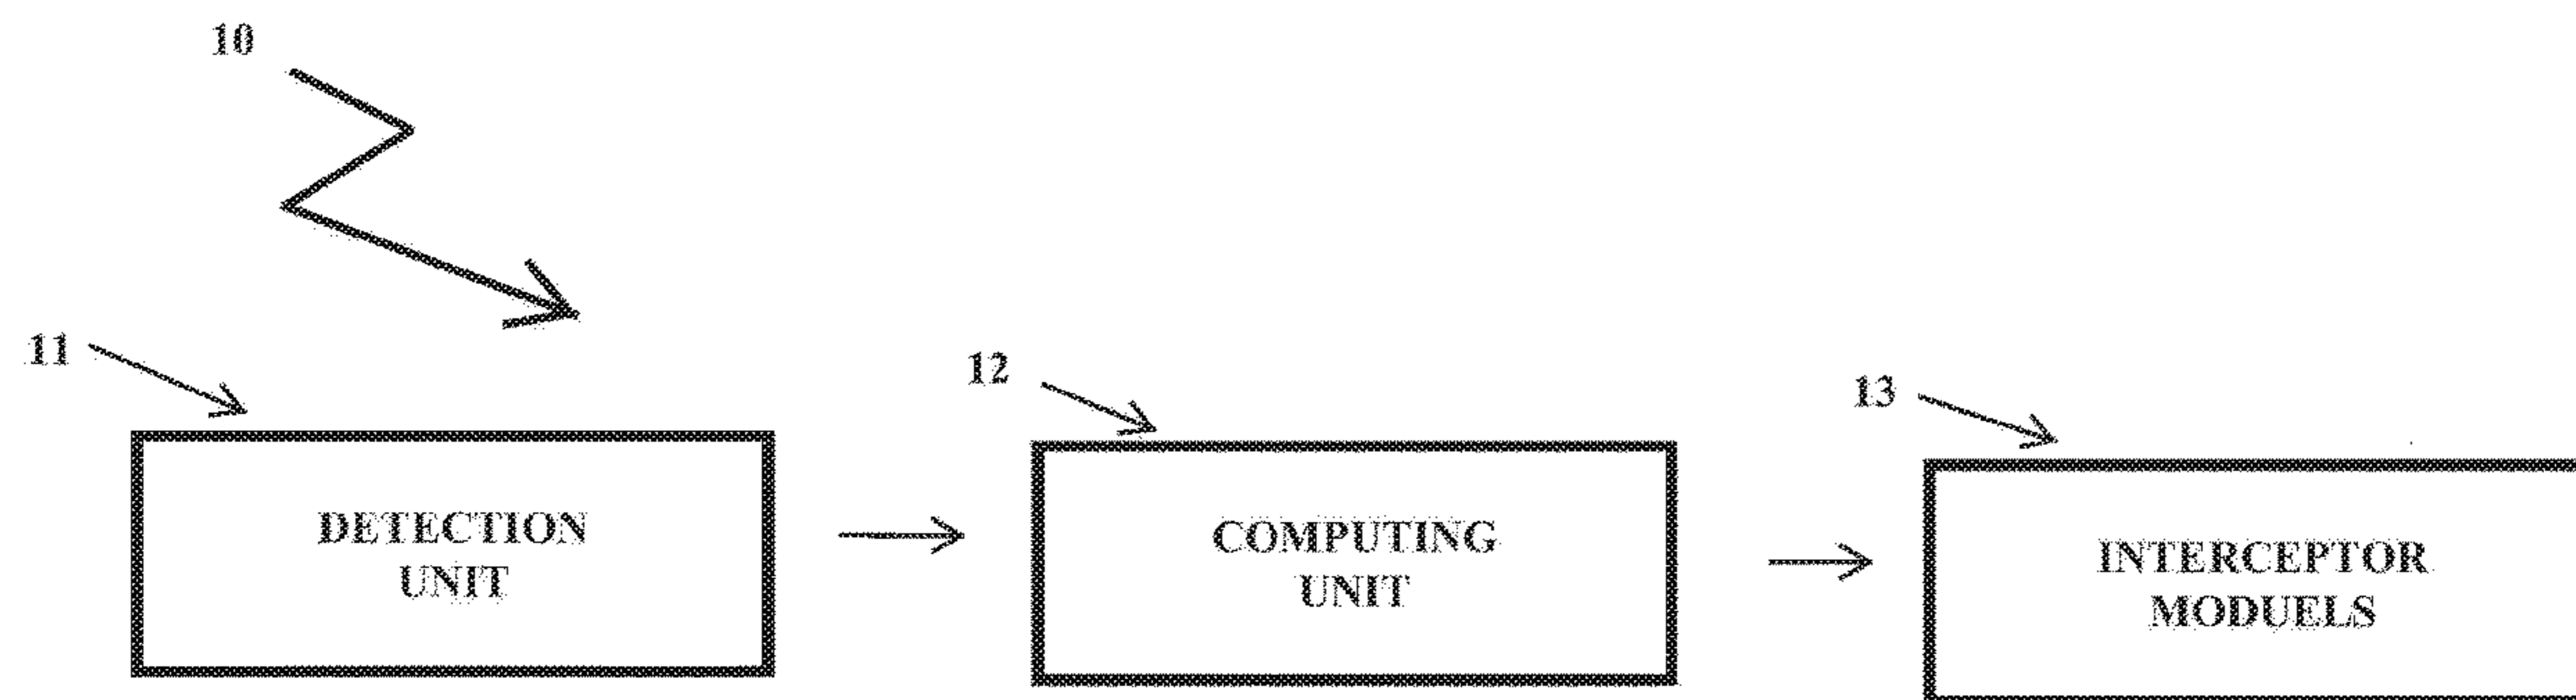 10
11
12
13
DETECTION
UNIT
COMPUTING
UNIT
INTERCEPTOR
MODUELS